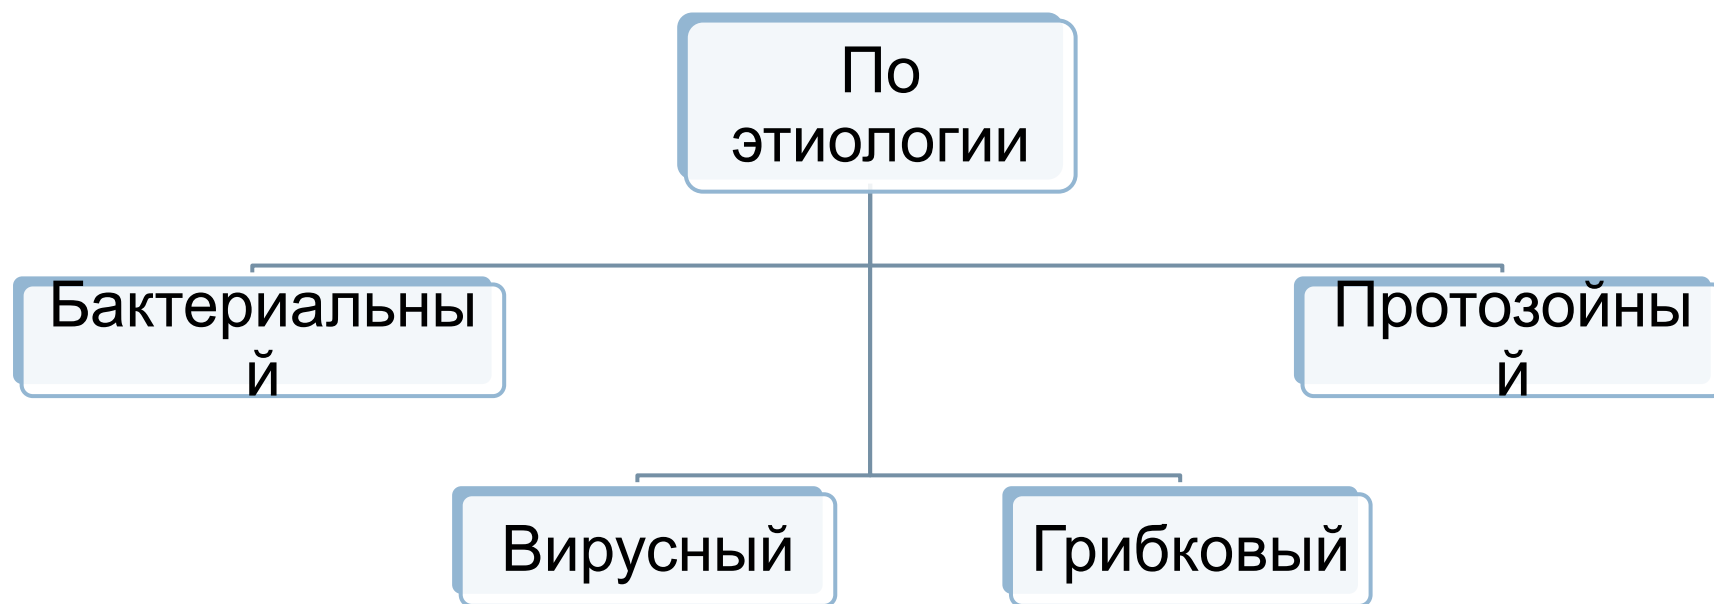 По
этиологии
Бактериальны
й
Протозойны
й
Вирусный
Грибковый